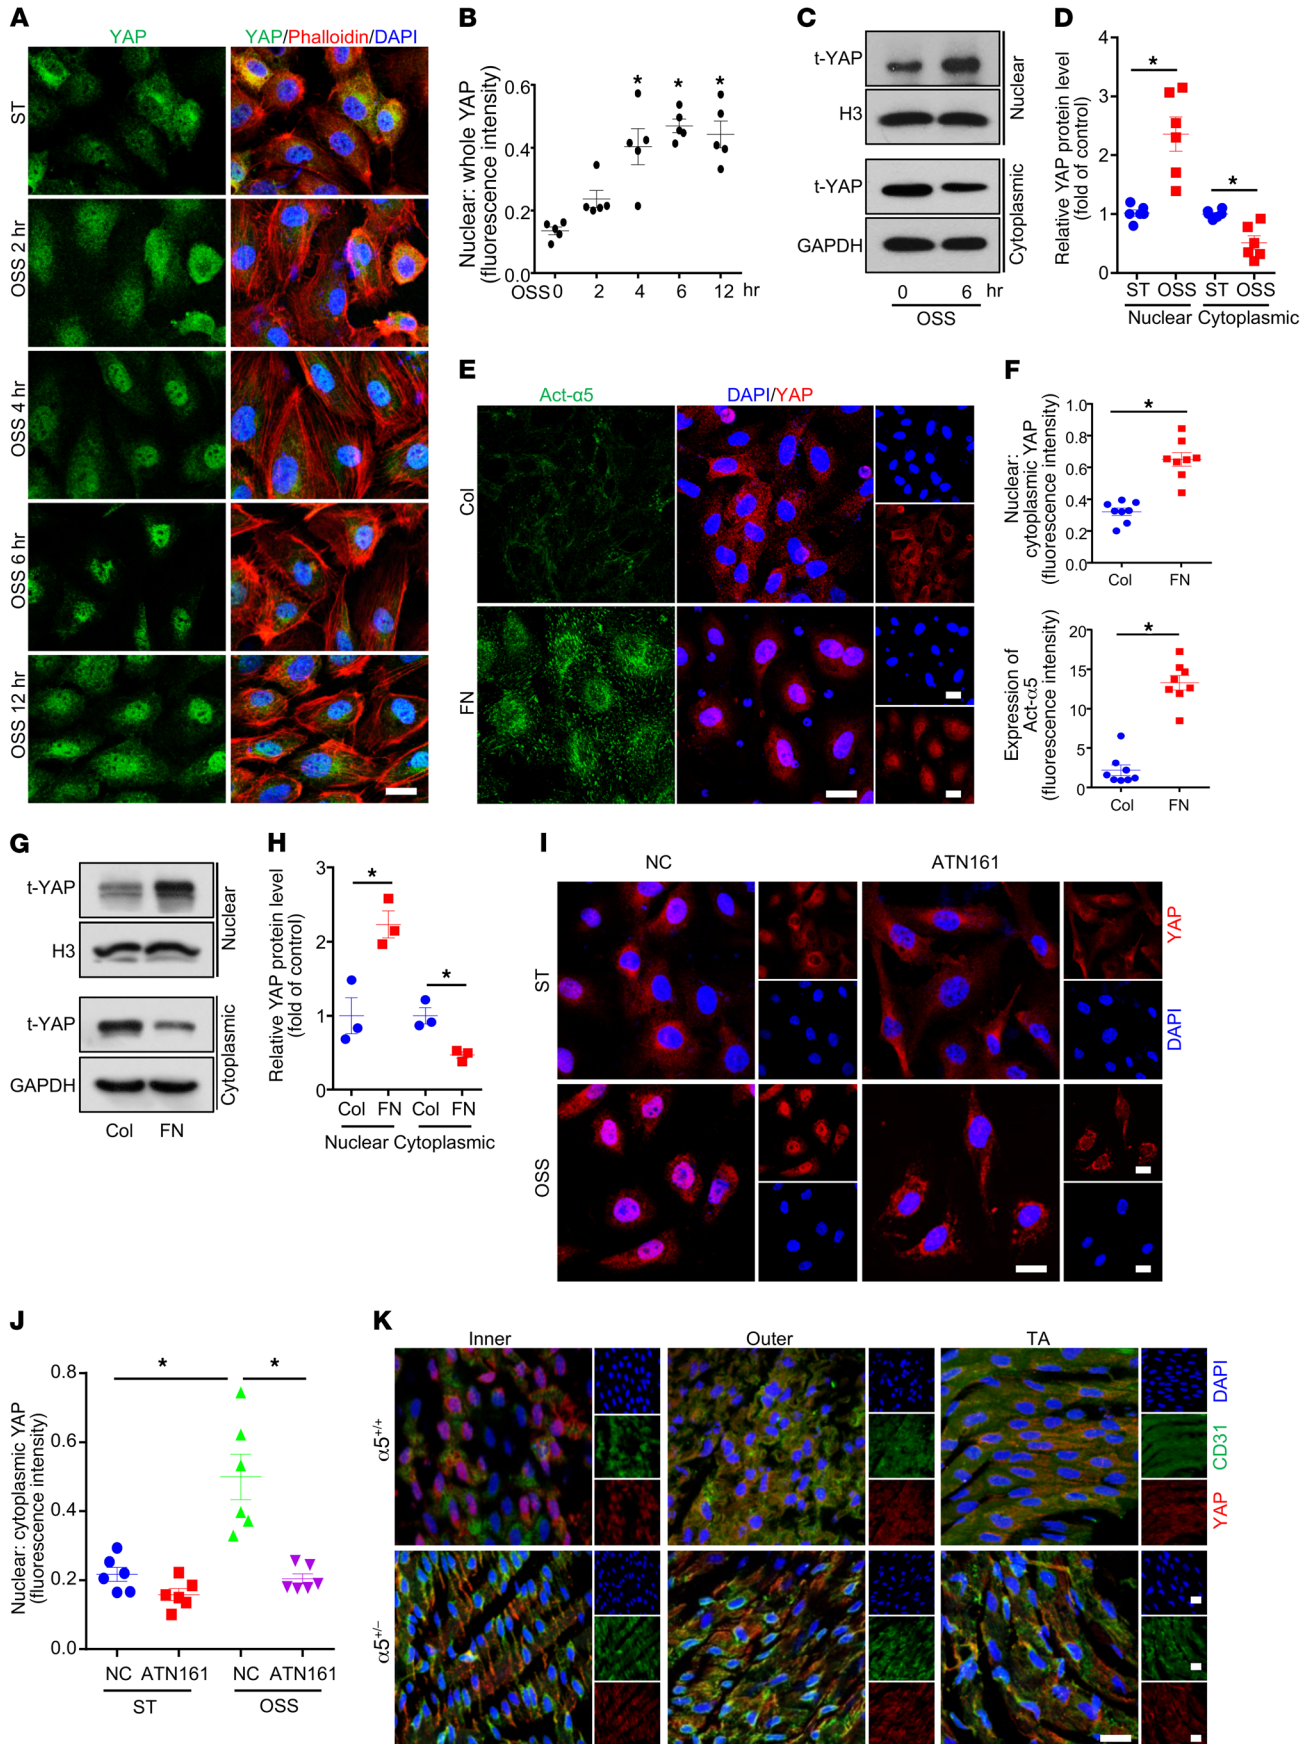 A
YAP
YAP/Phalloidin/DAPI
ST
OSS 2 hr
OSS 4 hr
OSS 6 hr
OSS 12 hr
B
Nuclear: whole YAP
(fluorescence intensity)
0.6
0.4
0.2
0.0
* * *
OSS 0 2 4 6 12 hr
C
t-YAP
H3
Nuclear
t-YAP
GAPDH
Cytoplasmic
0 6 hr
OSS
D
Relative YAP protein level
(fold of control)
4
3
2
1
0
* *
ST OSS ST OSS
Nuclear Cytoplasmic
E
Act-α5
DAPI/YAP
Col
FN
F
Nuclear:
cytoplasmic YAP
(fluorescence intensity)
1.0
0.8
0.6
0.4
0.2
0.0
*
Col FN
Expression of
Act-α5
(fluorescence intensity)
20
15
10
5
0
*
Col FN
G
t-YAP
H3
Nuclear
t-YAP
GAPDH
Cytoplasmic
Col FN
H
Relative YAP protein level
(fold of control)
3
2
1
0
* *
Col FN Col FN
Nuclear Cytoplasmic
I
NC
ATN161
ST
OSS
YAP
DAPI
J
Nuclear: cytoplasmic YAP
(fluorescence intensity)
0.8
0.6
0.4
0.2
0.0
* *
NC ATN161 NC ATN161
ST OSS
K
Inner
Outer
TA
α5+/+
α5+/−
DAPI
CD31
YAP